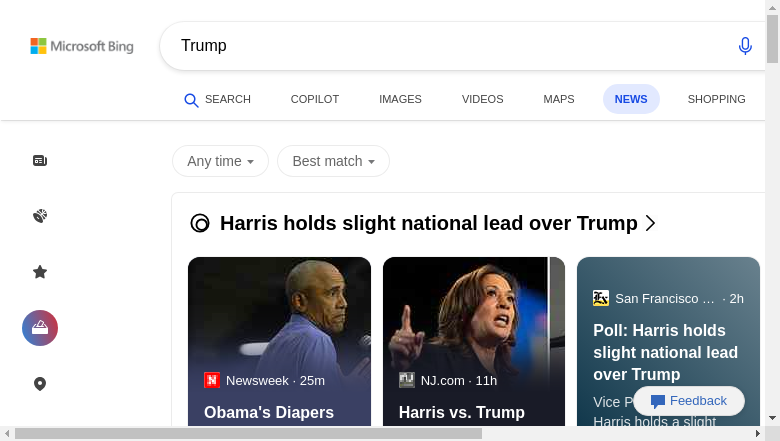 Microsoft Bing
Trump
SEARCH
COPILOT
IMAGES
VIDEOS
MAPS
NEWS
SHOPPING
Any time
Best match
Harris holds slight national lead over Trump
Newsweek · 25m
Obama's Diapers
NJ.com · 11h
Harris vs. Trump
San Francisco … · 2h
Poll: Harris holds
slight national lead
over Trump
Vice P
Harris holds a slight
Feedback